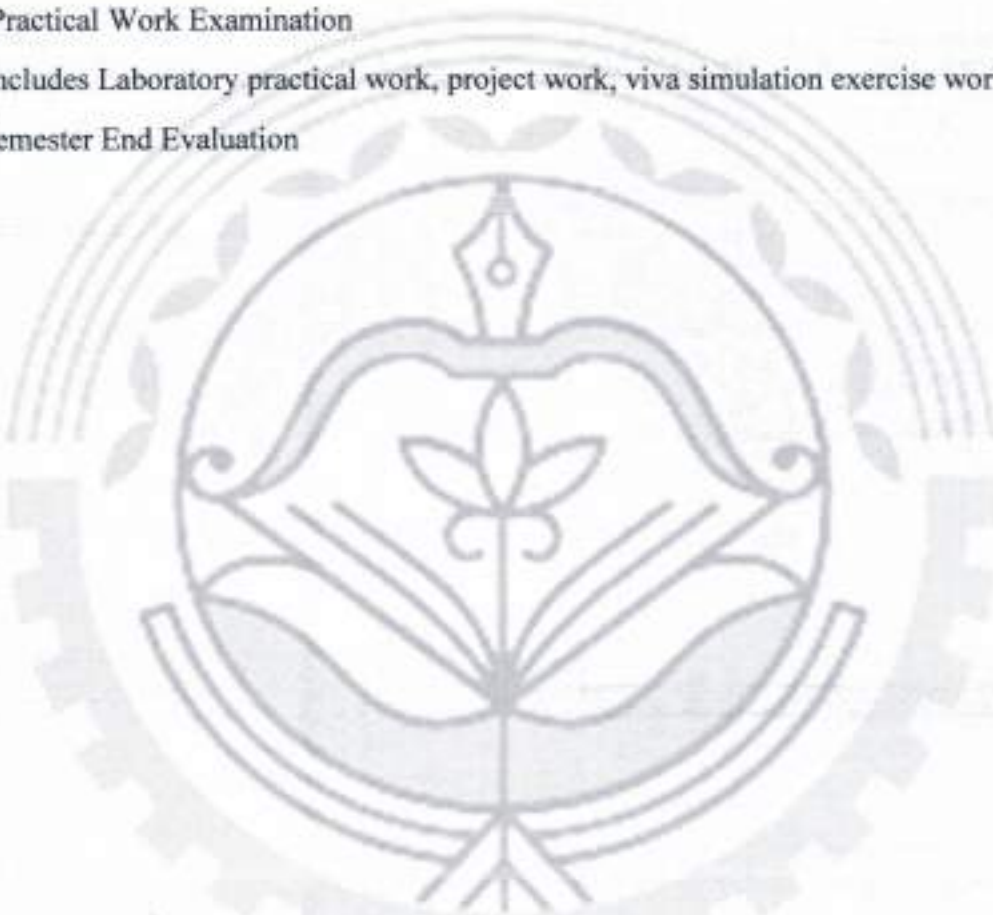 Practical Work Examination
ncludes Laboratory practical work, project work, viva simulation exercise wor
emester End Evaluation